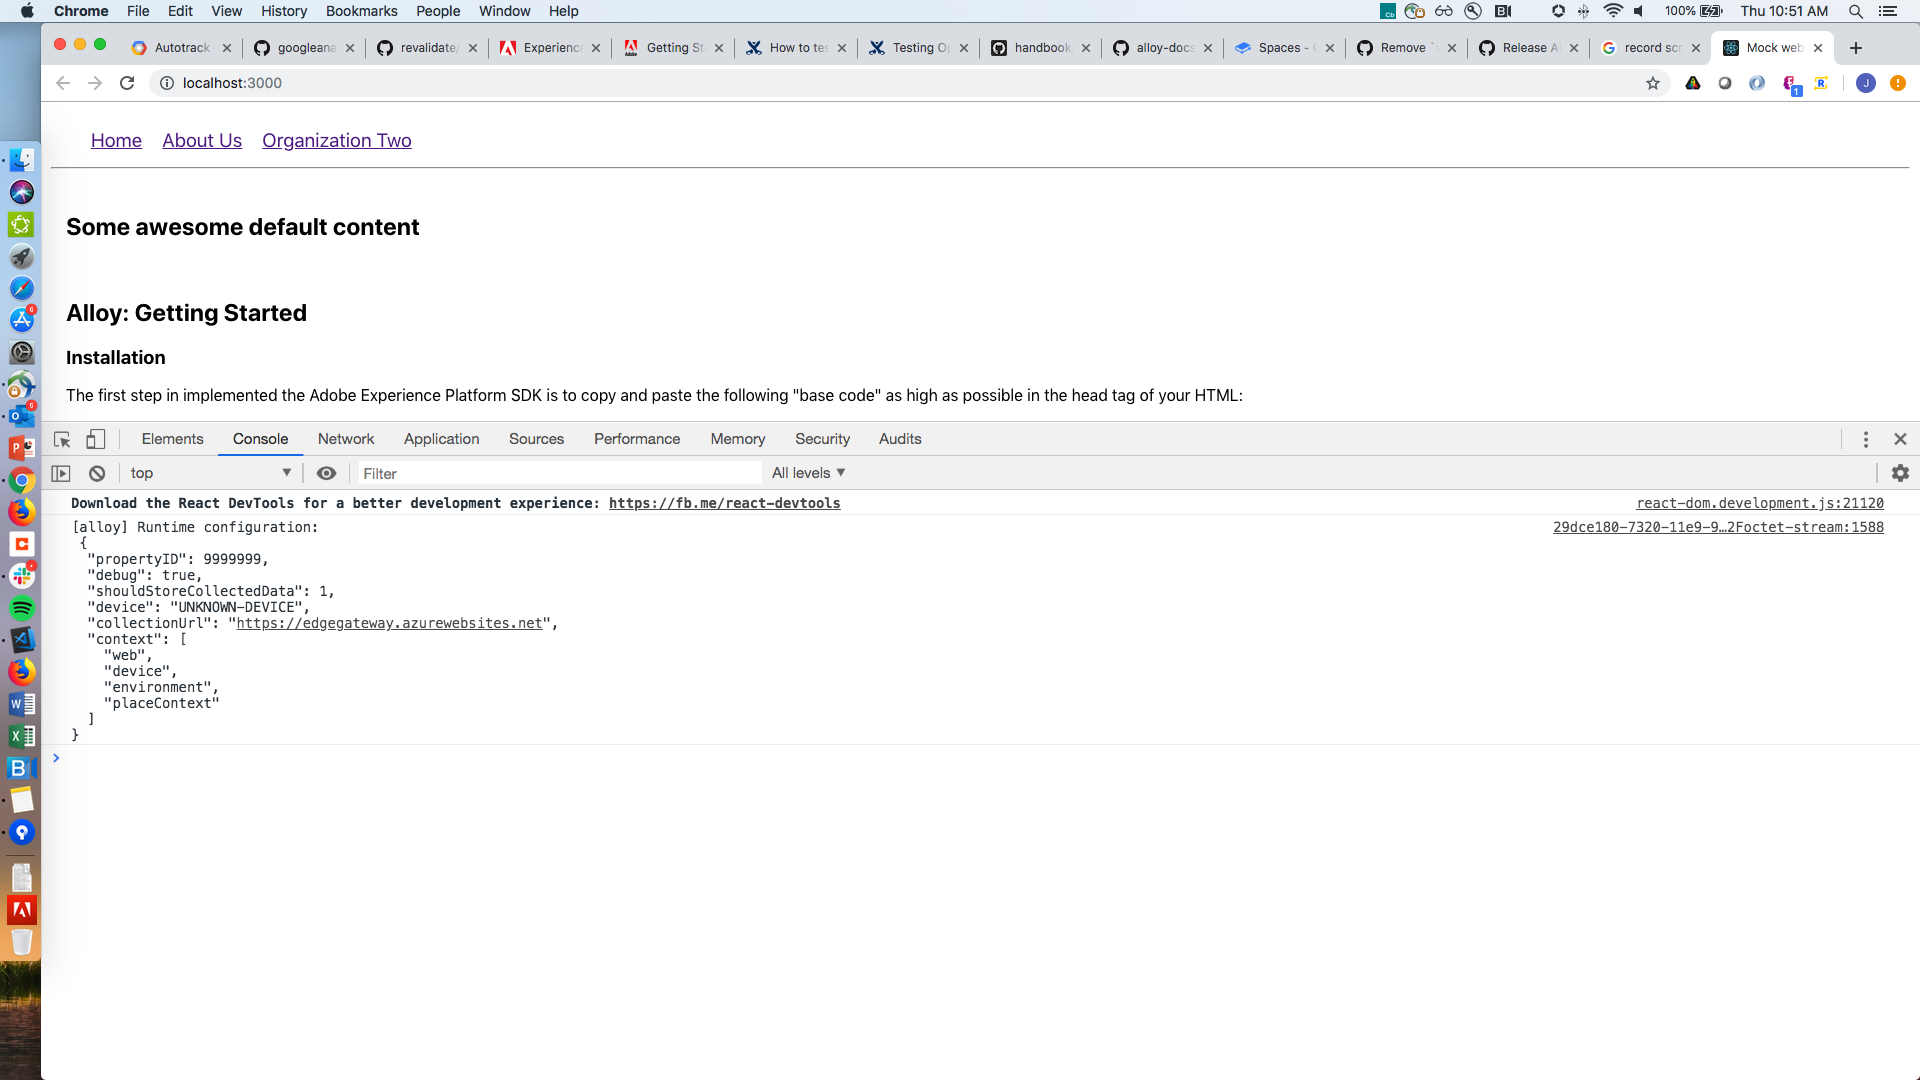 Chrome File Edit View History Bookmarks People Window Help 100% Thu 10:51 AM
Autotrack googleana revalidate/ Experience Getting St How to tes Testing Op handbook/ alloy-docs Spaces - Remove Release Al record scr Mock web
localhost:3000
Home About Us Organization Two
Some awesome default content
Alloy: Getting Started
Installation
The first step in implemented the Adobe Experience Platform SDK is to copy and paste the following "base code" as high as possible in the head tag of your HTML:
Elements Console Network Application Sources Performance Memory Security Audits
top Filter All levels
Download the React DevTools for a better development experience: https://fb.me/react-devtools react-dom.development.js:21120
[alloy] Runtime configuration: 29dce180-7320-11e9-9…2Foctet-stream:1588
{
"propertyID": 9999999,
"debug": true,
"shouldStoreCollectedData": 1,
"device": "UNKNOWN-DEVICE",
"collectionUrl": "https://edgegateway.azurewebsites.net",
"context": [
"web",
"device",
"environment",
"placeContext"
]
}